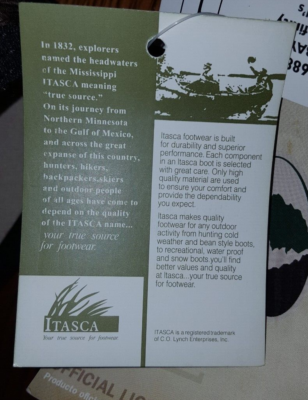 In 1832, explorers
named the headwaters
of the Mississippi
ITASCA meaning
"true source."
On its journey from
Northern Minnesota
to the Gulf of Mexico,
and across the great
expanse of this country,
hunters, hikers,
backpackers,skiers
and outdoor people
of all ages have come to
depend on the quality
of the ITASCA name...
your true source
for footwear.
ITASCA
Your true source for footwear
Itasca footwear is built
for durability and superior
performance. Each component
in an Itasca boot is selected
with great care. Only high
quality material are used
to ensure your comfort and
provide the dependability
you expect.
Itasca makes quality
footwear for any outdoor
activity from hunting cold
weather and bean style boots,
to recreational, water proof
and snow boots you'll find
better values and quality
at Itasca...your true source
for footwear.
ITASCA is a registered trademark
of C.O. Lynch Enterprises, Inc.
OFFICIAL LIC
Producto ofic